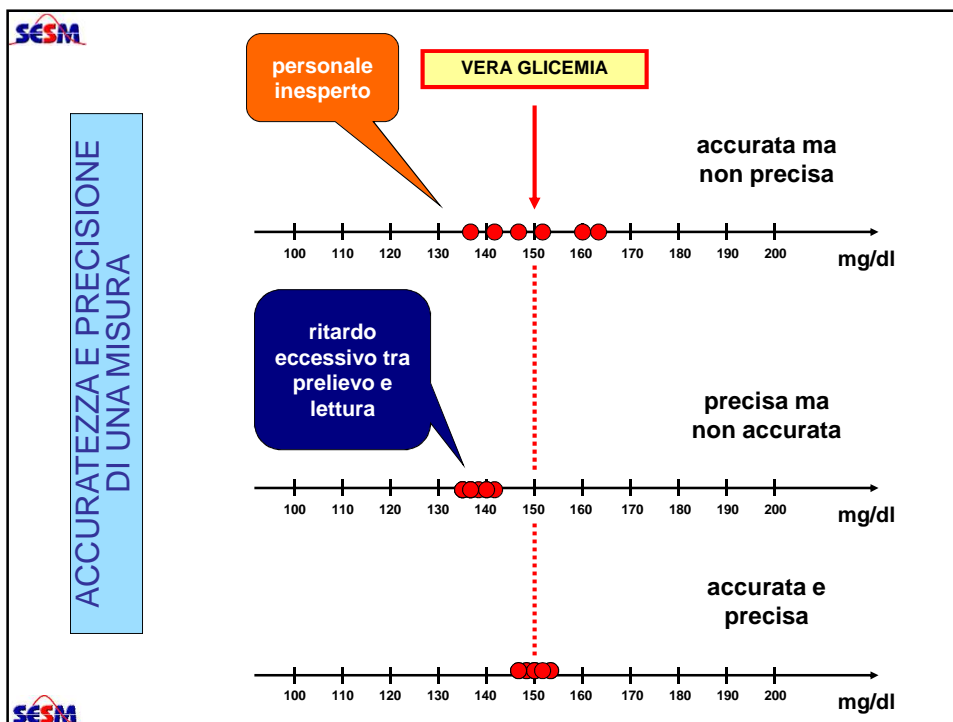 SESM
personale
inesperto
VERA GLICEMIA
ACCURATEZZA E PRECISIONE
DI UNA MISURA
accurata ma
non precisa
100 110 120 130 140 150 160 170 180 190 200
mg/dl
ritardo
eccessivo tra
prelievo e
lettura
precisa ma
non accurata
100 110 120 130 140 150 160 170 180 190 200
mg/dl
accurata e
precisa
100 110 120 130 140 150 160 170 180 190 200
mg/dl
SESM